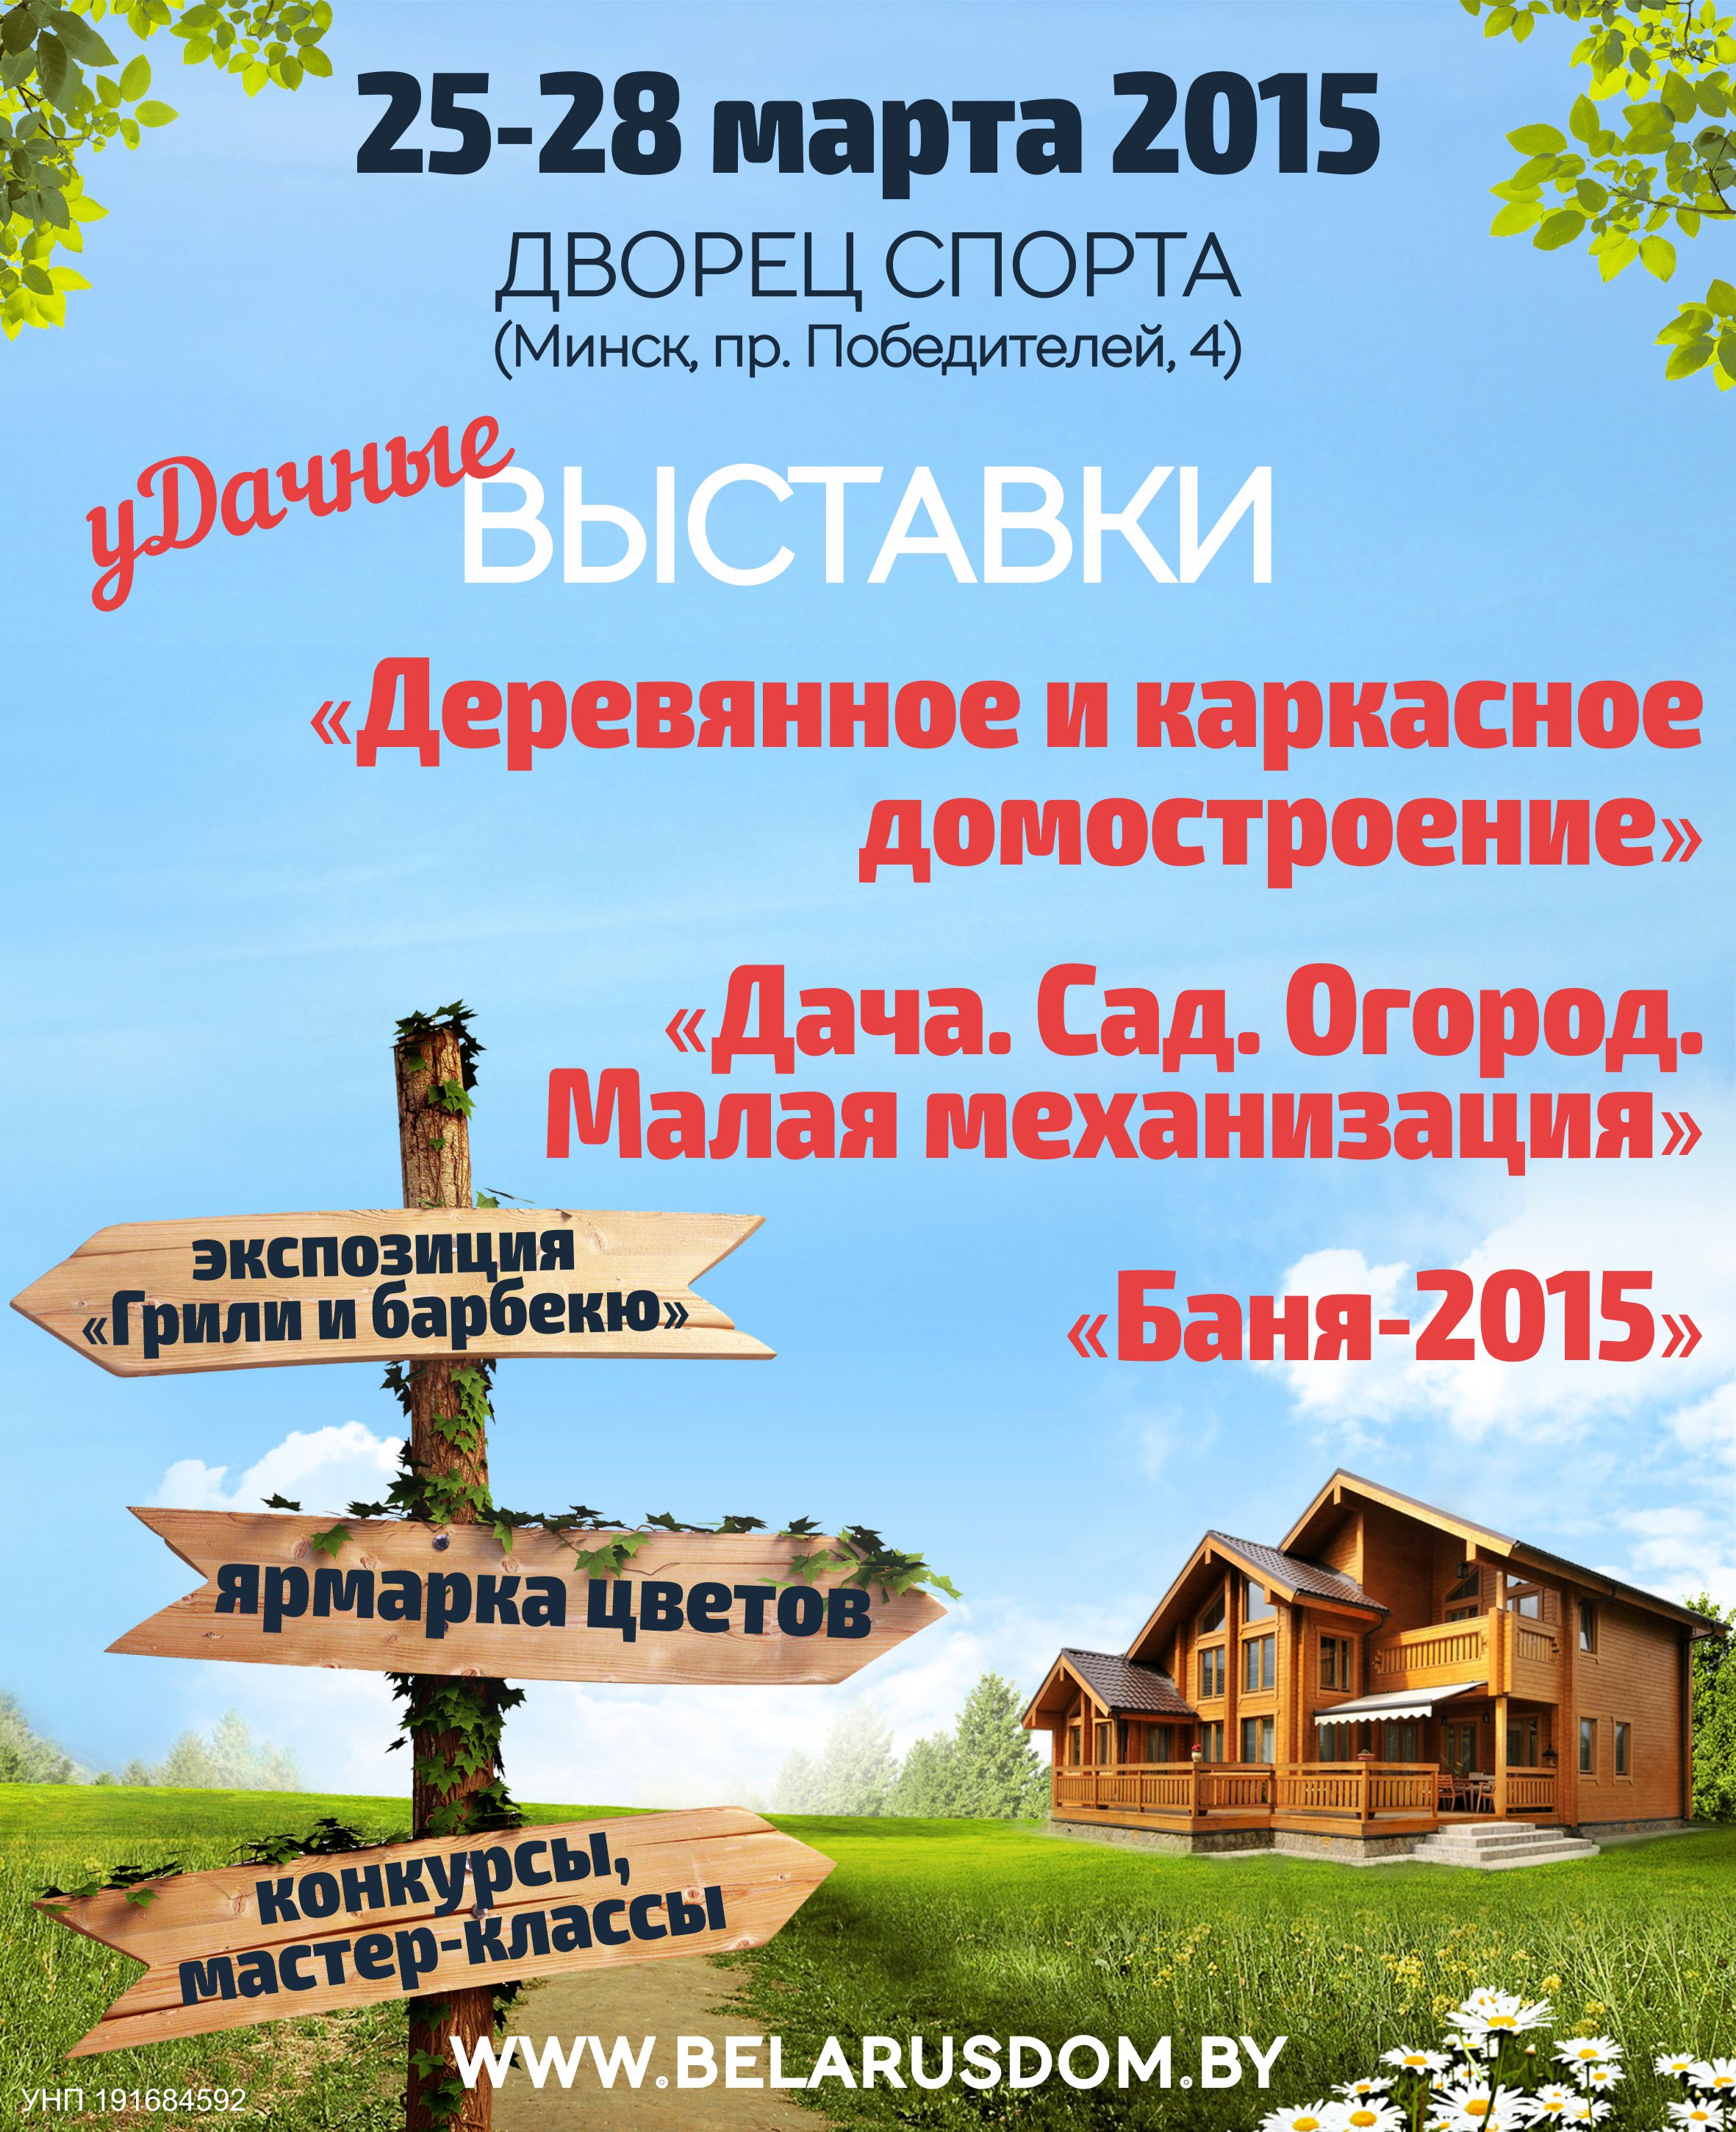 25-28 марта 2015
ДВОРЕЦ СПОРТА
(Минск, пр. Победителей, 4)
уДачные
ВЫСТАВКИ
«Деревянное и каркасное
домостроение»
«Дача. Сад. Огород.
Малая механизация»
«Баня-2015»
экспозиция
«Грили и барбекю»
ярмарка цветов
конкурсы,
мастер-классы
WWW.BELARUSDOM.BY
УНП 191684592